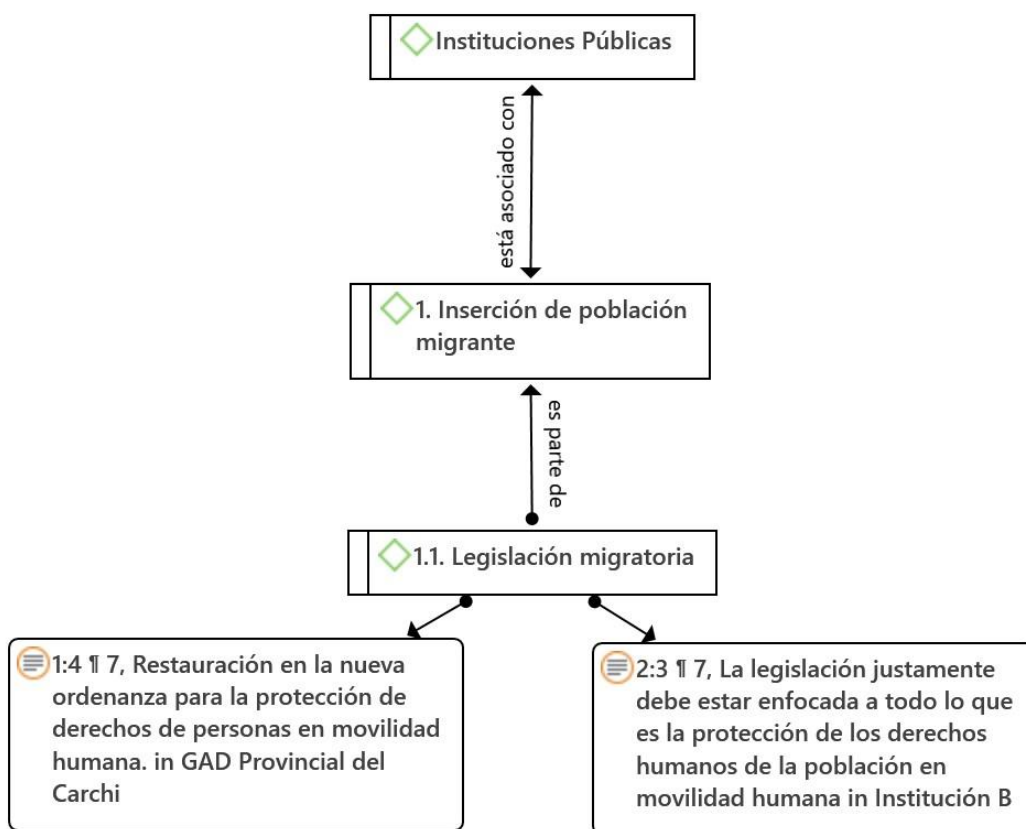 Instituciones Públicas
está asociado con
1. Inserción de población
migrante
es parte de
1.1. Legislación migratoria
1:4 ¶ 7, Restauración en la nueva
ordenanza para la protección de
derechos de personas en movilidad
humana. in GAD Provincial del
Carchi
2:3 ¶ 7, La legislación justamente
debe estar enfocada a todo lo que
es la protección de los derechos
humanos de la población en
movilidad humana in Institución B